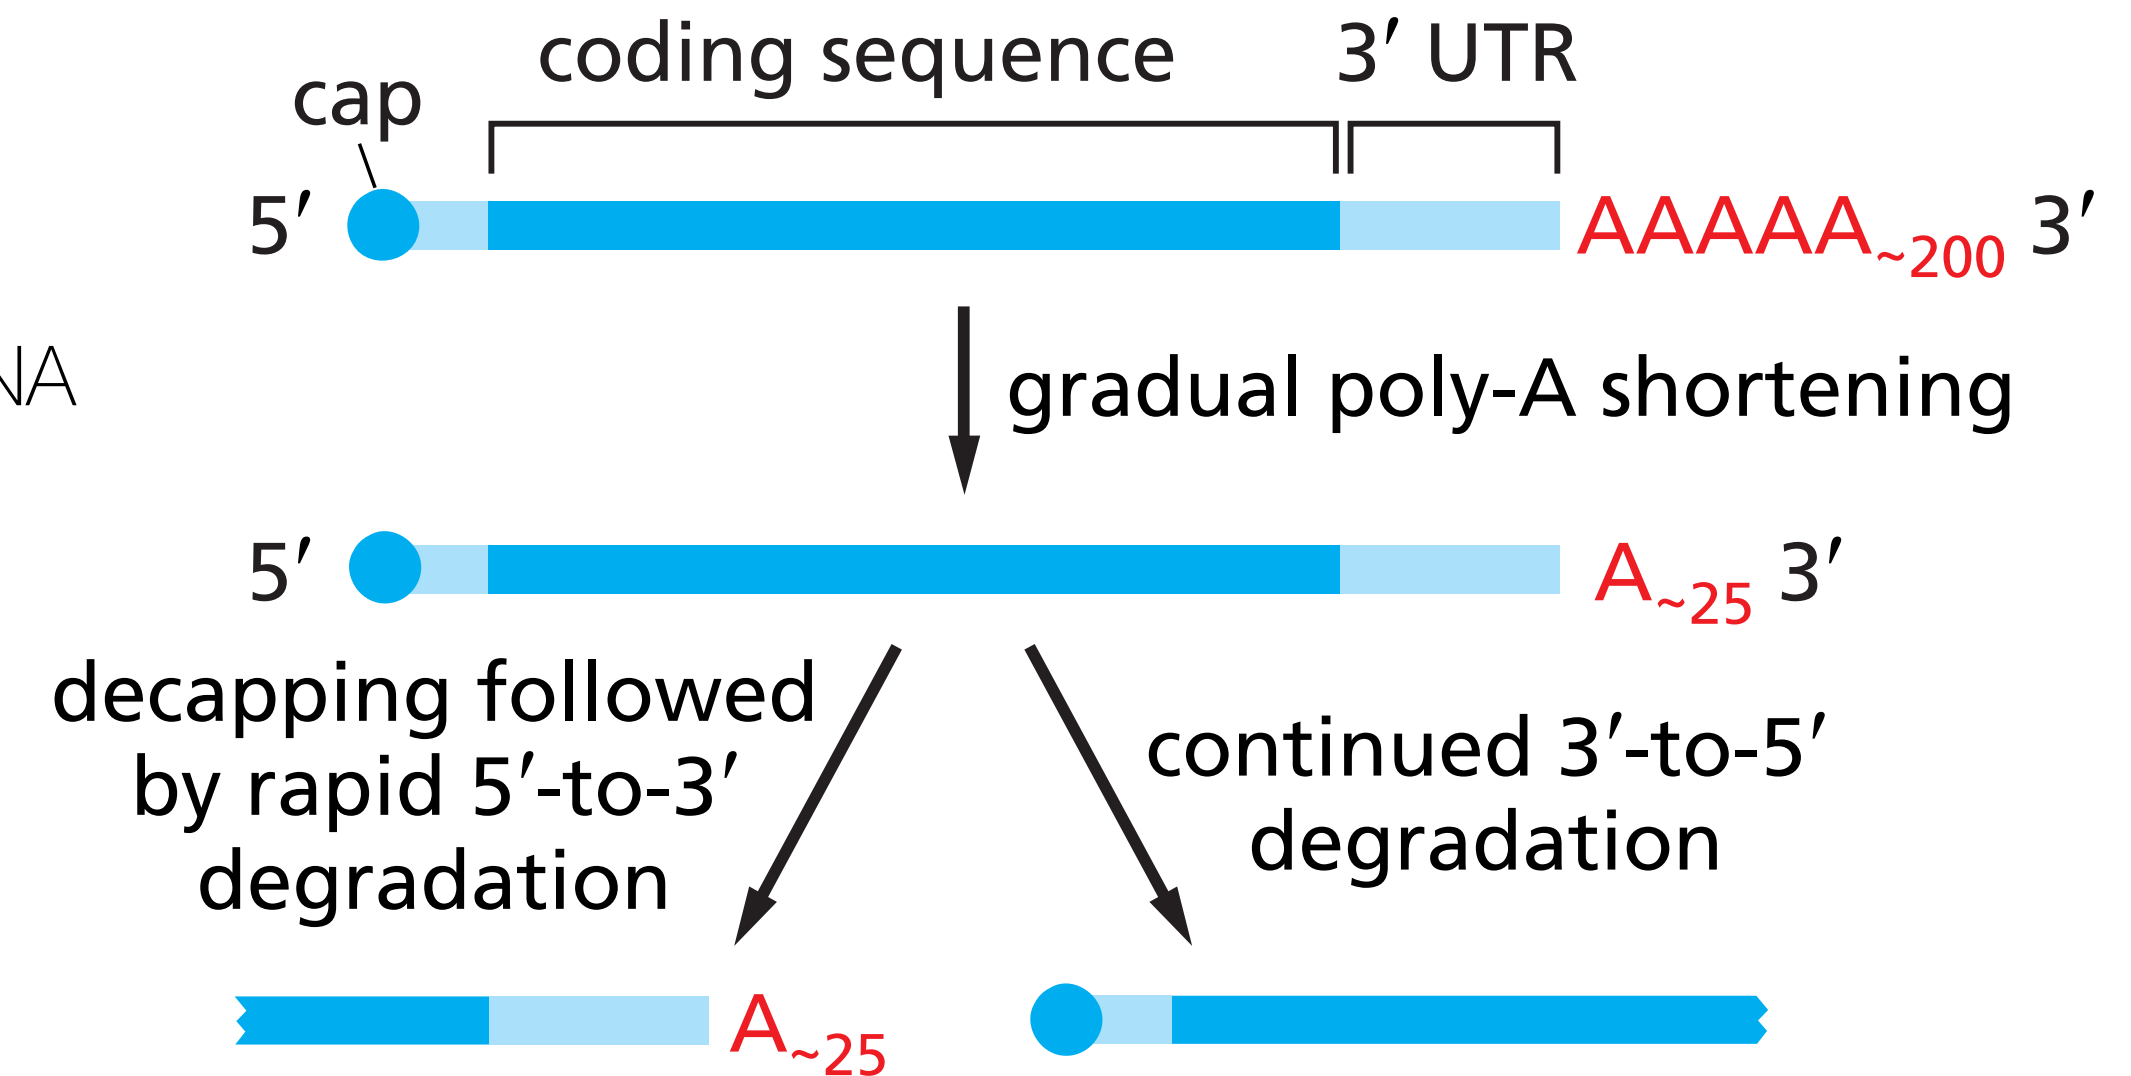 coding sequence 3′ UTR
cap
5′ AAAAA~200 3′
NA
gradual poly-A shortening
5′ A~25 3′
decapping followed
by rapid 5′-to-3′
degradation
continued 3′-to-5′
degradation
A~25